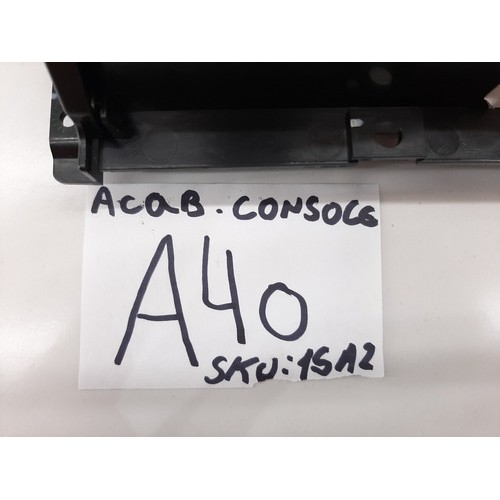 ACAB. CONSOLE
A40
SKU: 15A2